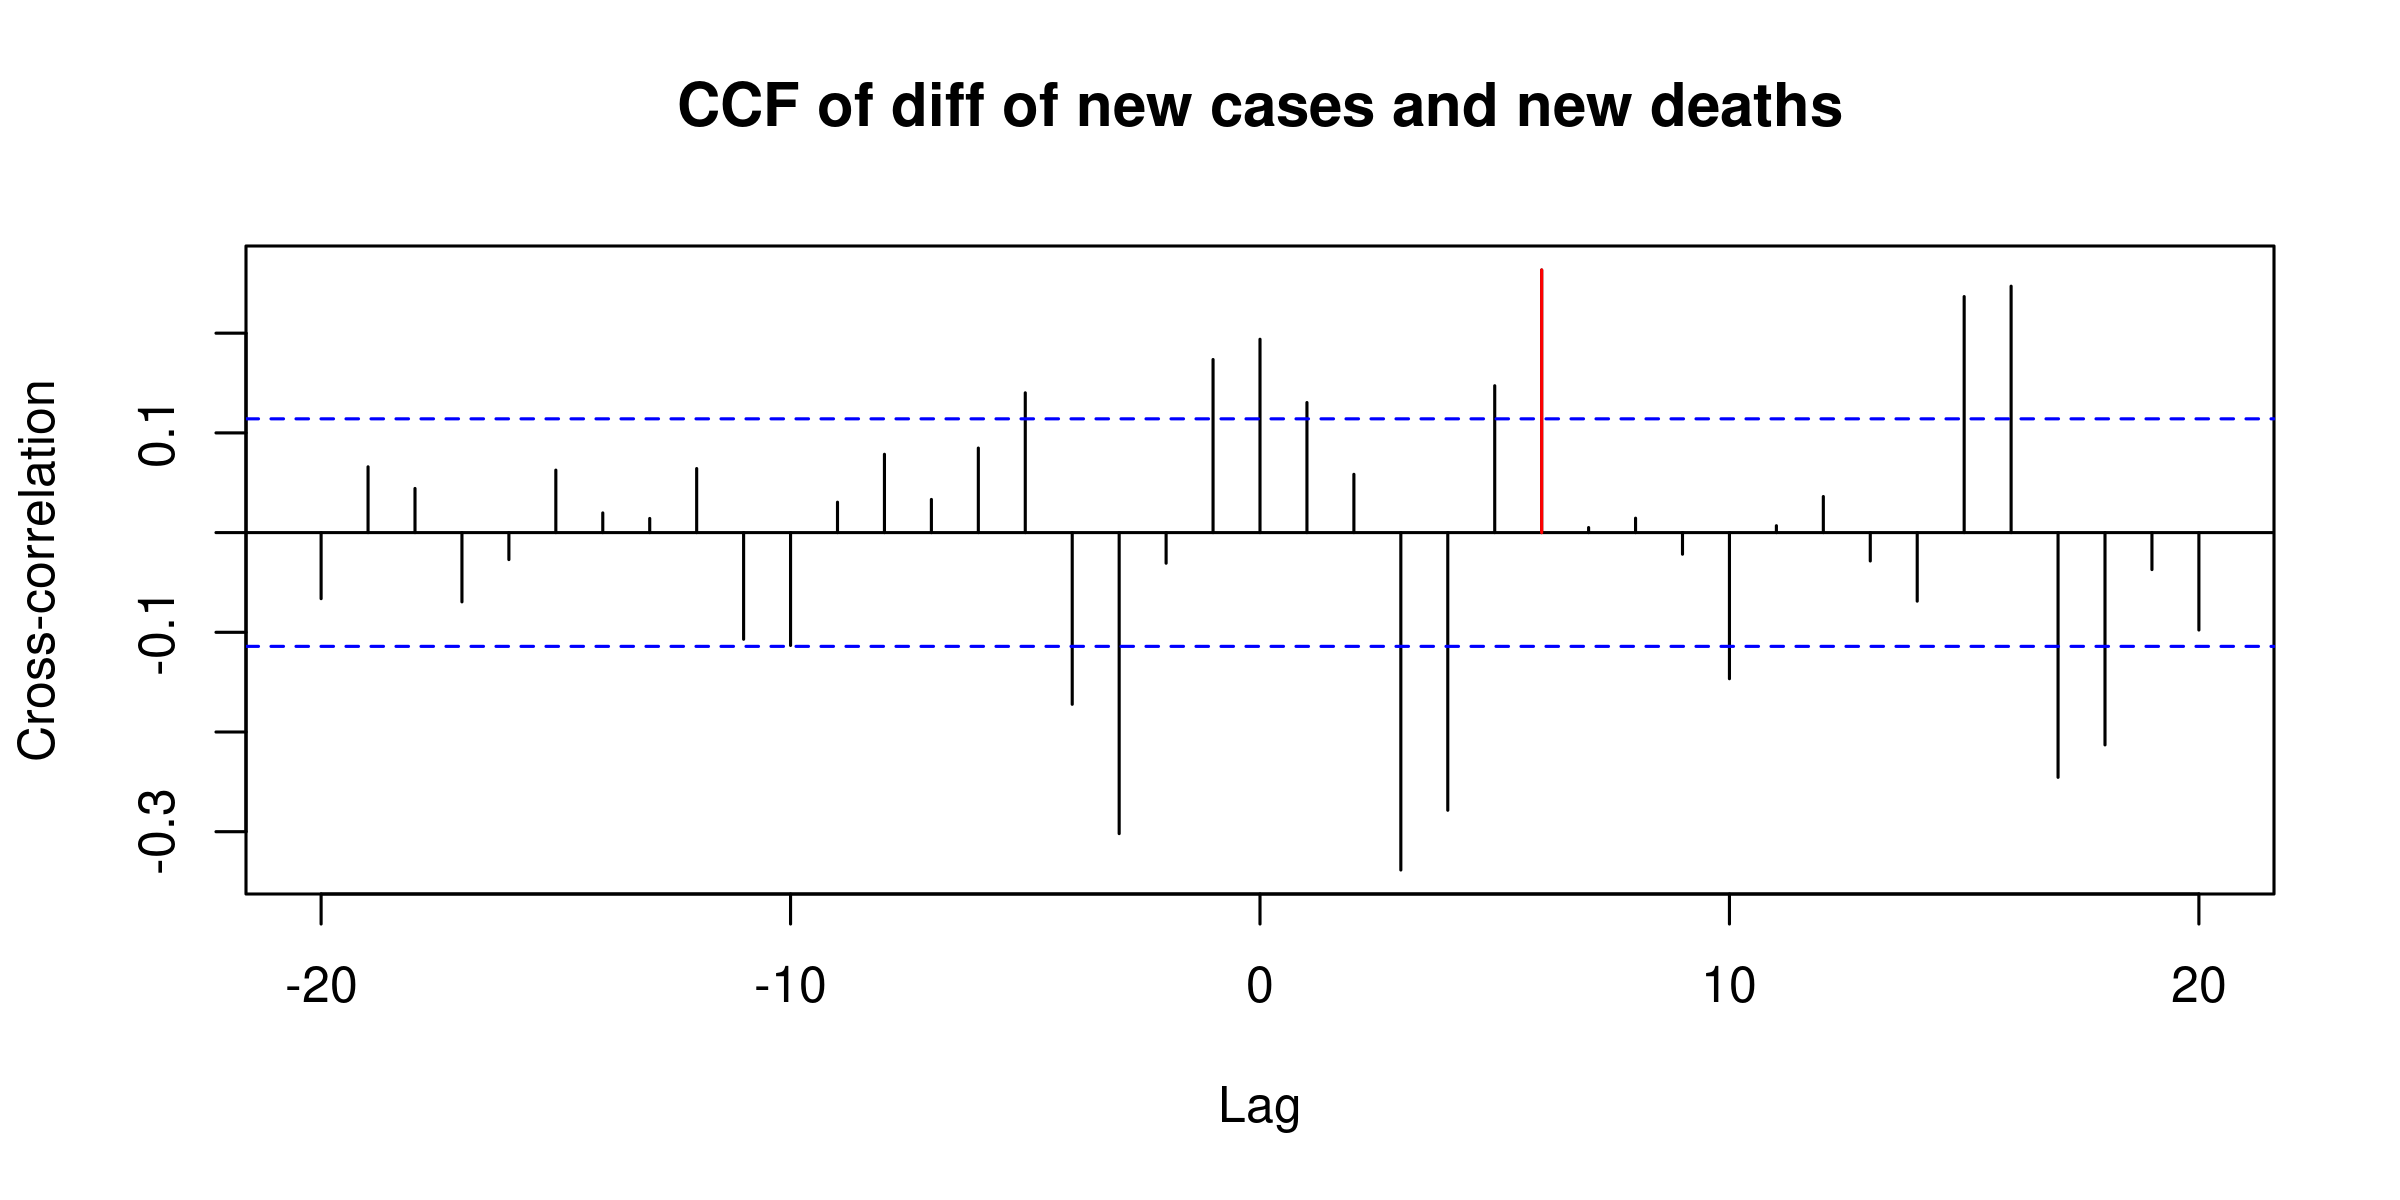 CCF of diff of new cases and new deaths
Cross-correlation
0.1
-0.1
-0.3
-20 -10 0 10 20
Lag